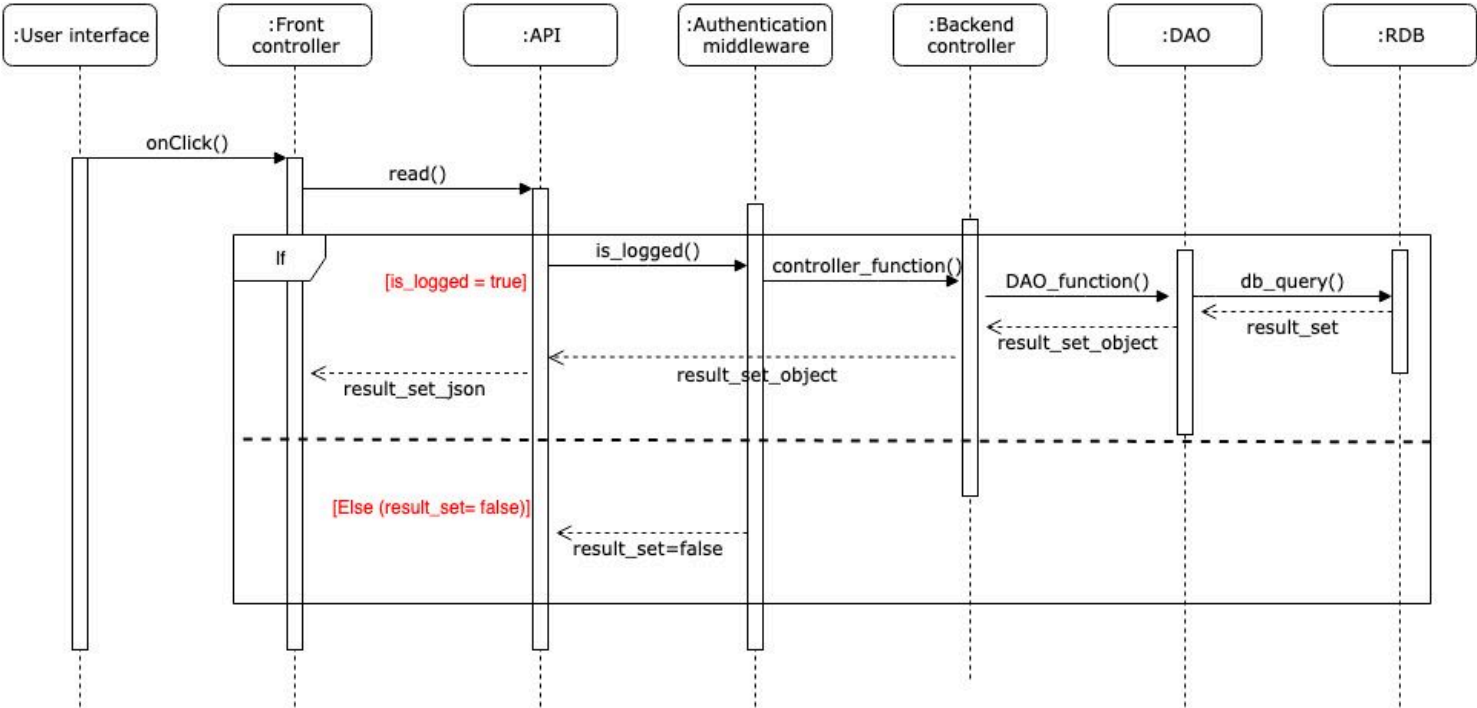 :User interface
:Front
controller
:API
:Authentication
middleware
:Backend
controller
:DAO
:RDB
onClick()
read()
If
is_logged()
[is_logged = true]
controller_function()
DAO_function()
db_query()
result_set
result_set_object
result_set_object
result_set_json
[Else (result_set= false)]
result_set=false